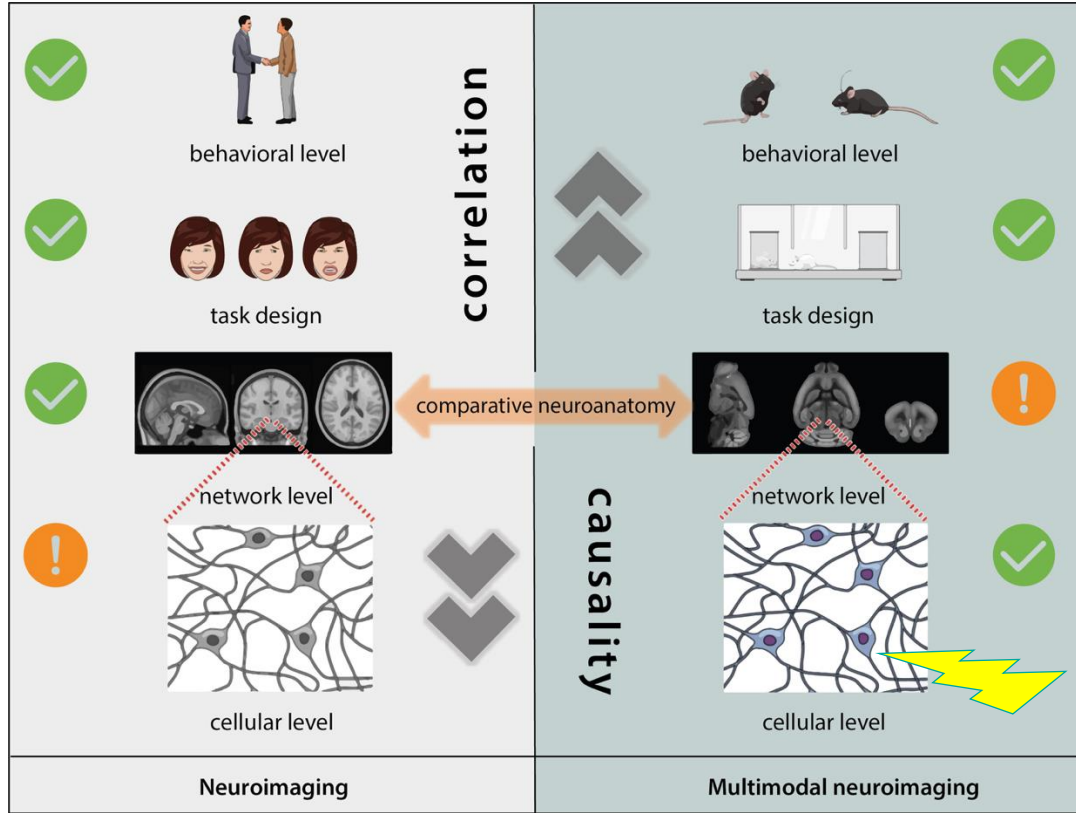 behavioral level
task design
network level
cellular level
correlation
comparative neuroanatomy
causality
behavioral level
task design
network level
cellular level
Neuroimaging
Multimodal neuroimaging